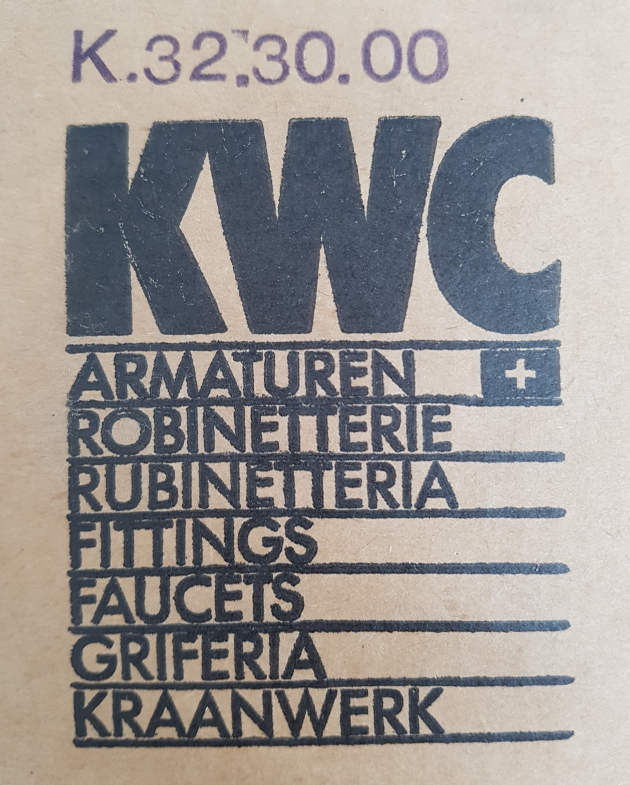 K.32.30.00
KWC
ARMATUREN
ROBINETTERIE
RUBINETTERIA
FITTINGS
FAUCETS
GRIFERIA
KRAANWERK